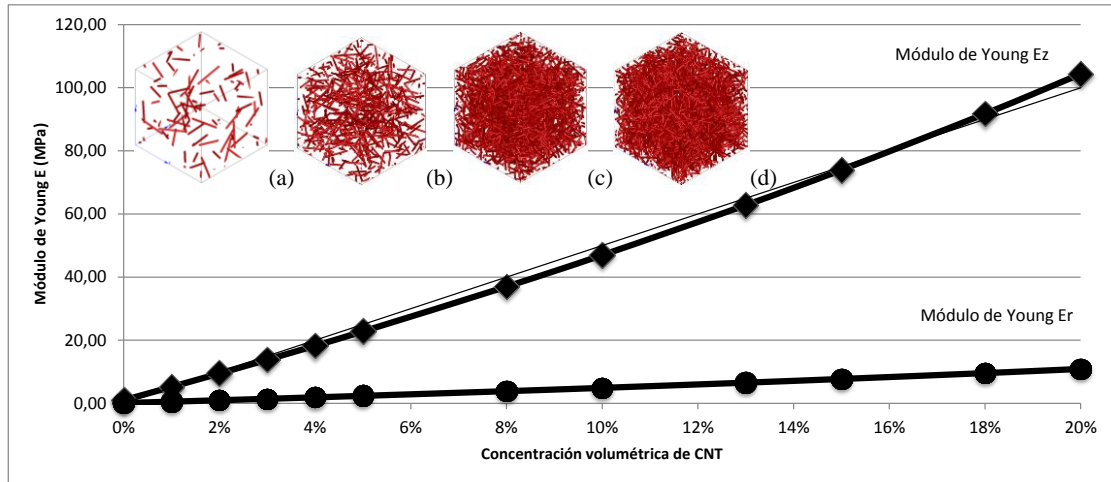 120,00
100,00
80,00
60,00
40,00
20,00
0,00
Módulo de Young E (MPa)
Módulo de Young Ez
(a)
(b)
(c)
(d)
Módulo de Young Er
0%
2%
4%
6%
8%
10%
12%
14%
16%
18%
20%
Concentración volumétrica de CNT